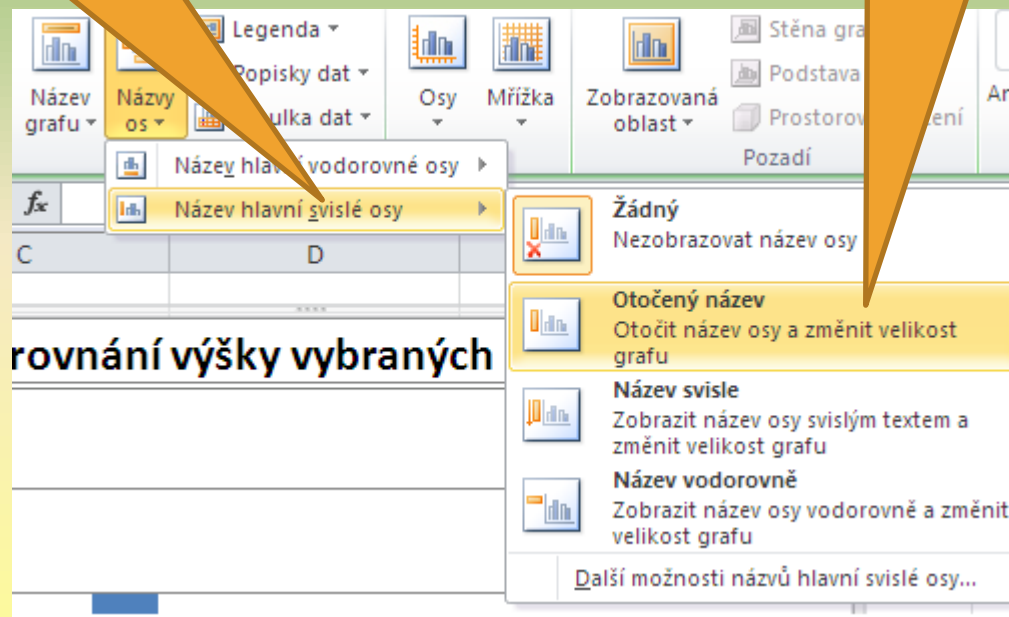 Legenda
Popisky dat
ulka dat
Název
grafu
Názvy
os
Osy
Mřížka
Zobrazovaná
oblast
Stěna gra
Podstava
Prostorov
ení
Pozadí
Název hlavní vodorovné osy
Název hlavní svislé osy
fx
C
D
rovnání výšky vybraných
Žádný
Nezobrazovat název osy
Otočený název
Otočit název osy a změnit velikost
grafu
Název svisle
Zobrazit název osy svislým textem a
změnit velikost grafu
Název vodorovně
Zobrazit název osy vodorovně a změnit
velikost grafu
Další možnosti názvů hlavní svislé osy...